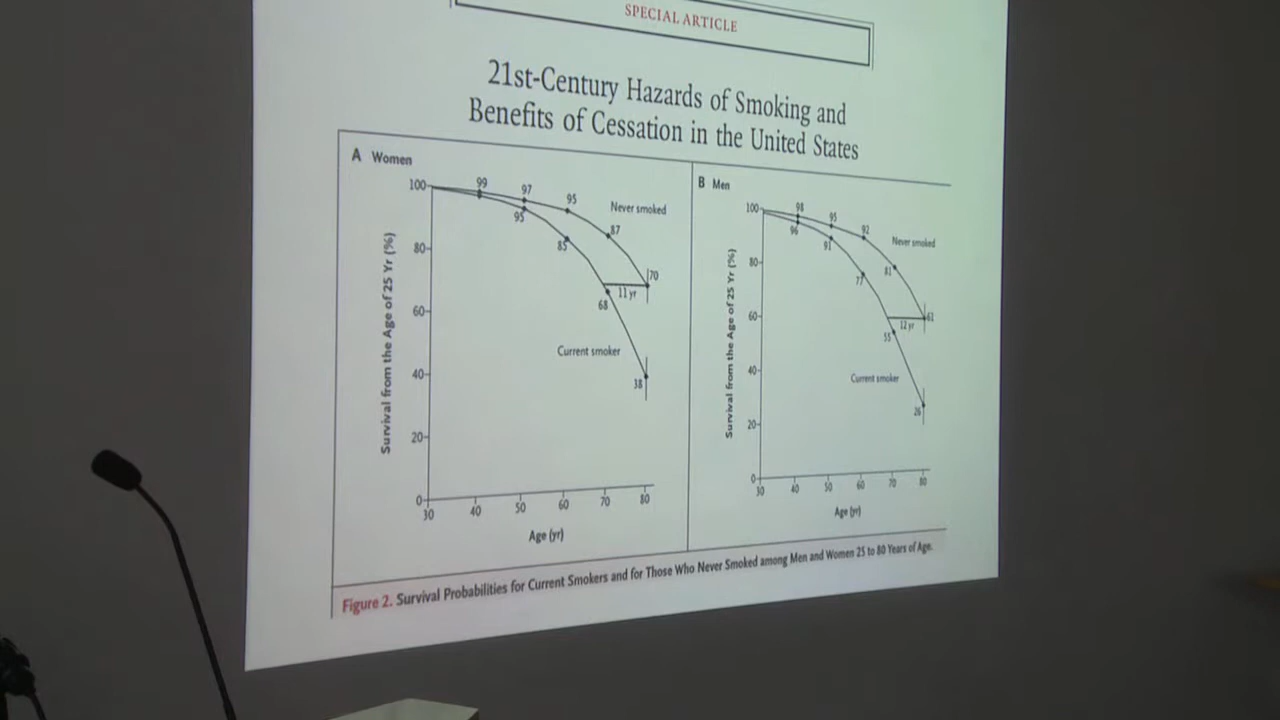 SPECIAL ARTICLE
21st-Century Hazards of Smoking and
Benefits of Cessation in the United States
A Women
100
80
60
40
20
0
Survival from the Age of 25 Yr (%)
99
97
95
87
70
Never smoked
95
85
68
38
11 yr
Current smoker
30 40 50 60 70 80
Age (yr)
B Men
100
80
60
40
20
0
Survival from the Age of 25 Yr (%)
98
95
92
81
61
Never smoked
96
91
77
55
26
12 yr
Current smoker
30 40 50 60 70 80
Age (yr)
Figure 2. Survival Probabilities for Current Smokers and for Those Who Never Smoked among Men and Women 25 to 80 Years of Age.